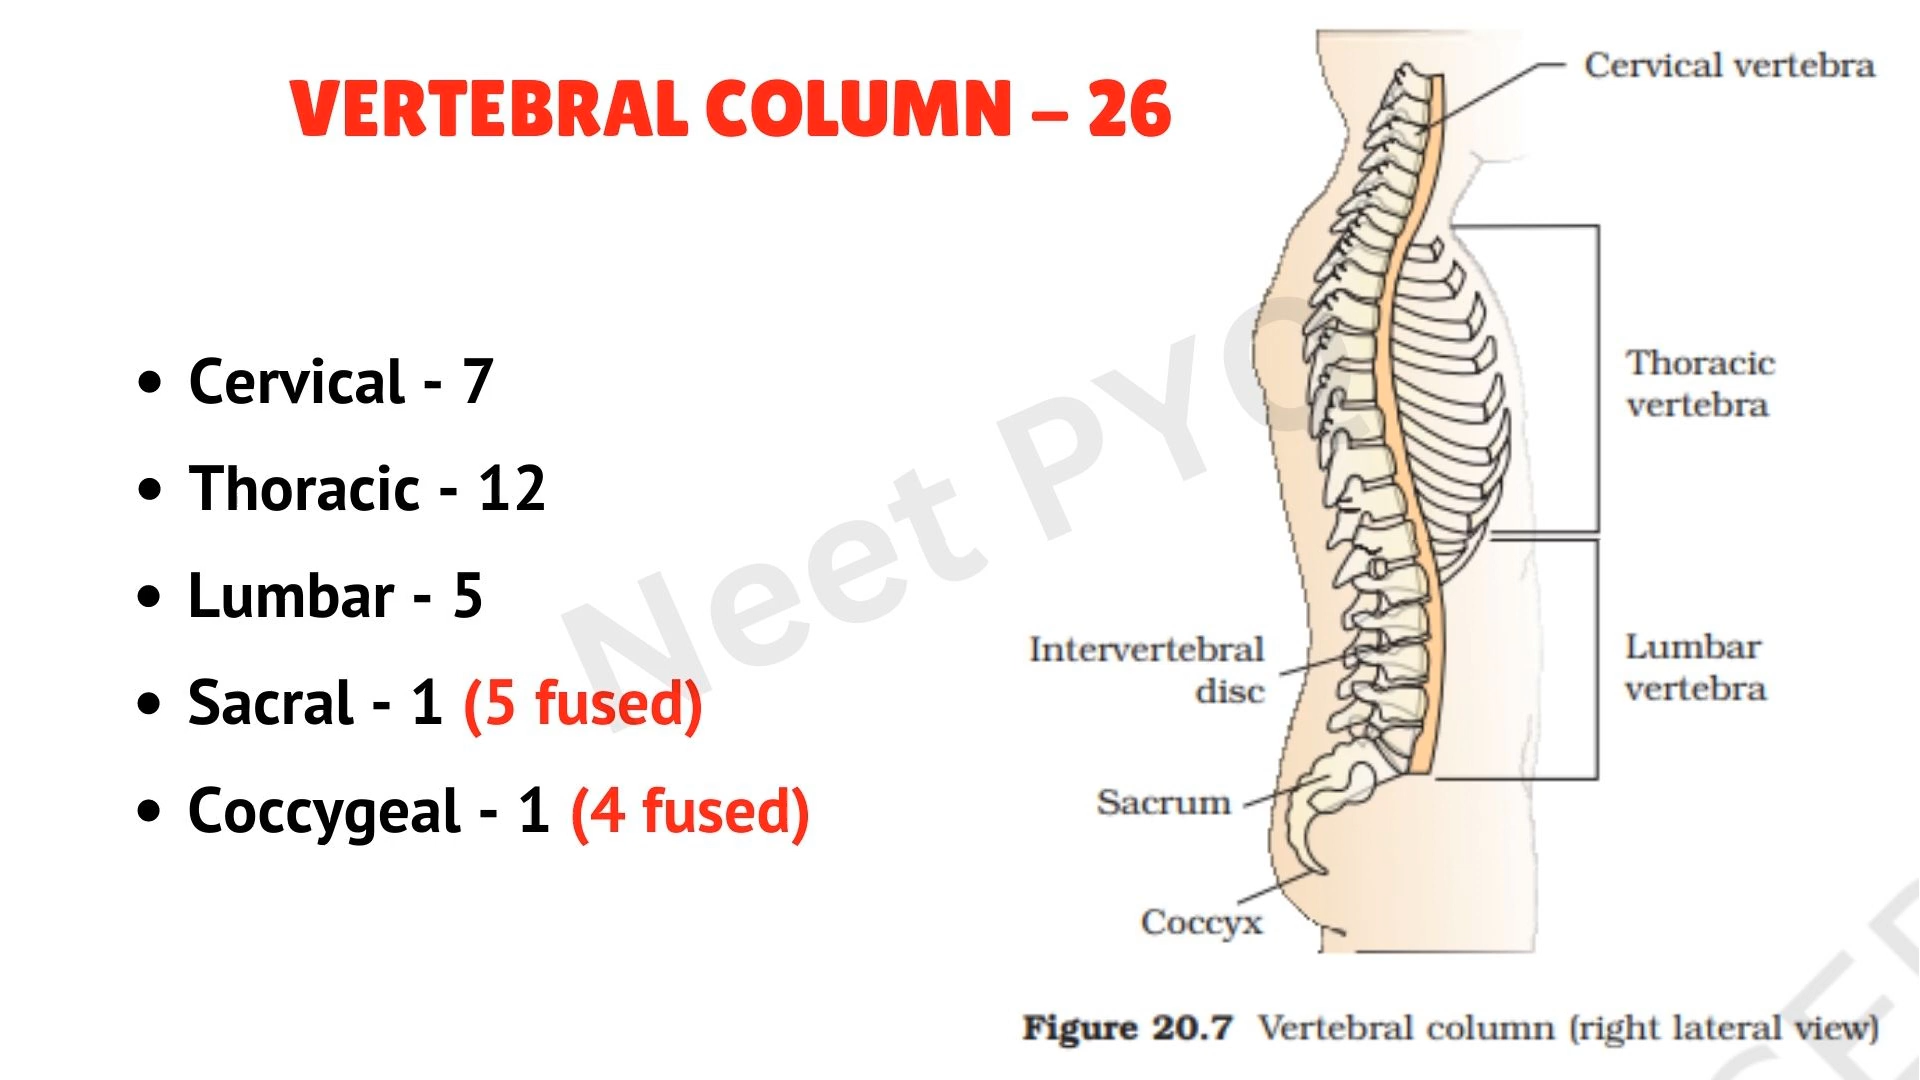 VERTEBRAL COLUMN – 26
• Cervical - 7
• Thoracic - 12
• Lumbar - 5
• Sacral - 1 (5 fused)
• Coccygeal - 1 (4 fused)
Neet PYQ
Cervical vertebra
Thoracic
vertebra
Intervertebral
disc
Lumbar
vertebra
Sacrum
Coccyx
Figure 20.7 Vertebral column (right lateral view)